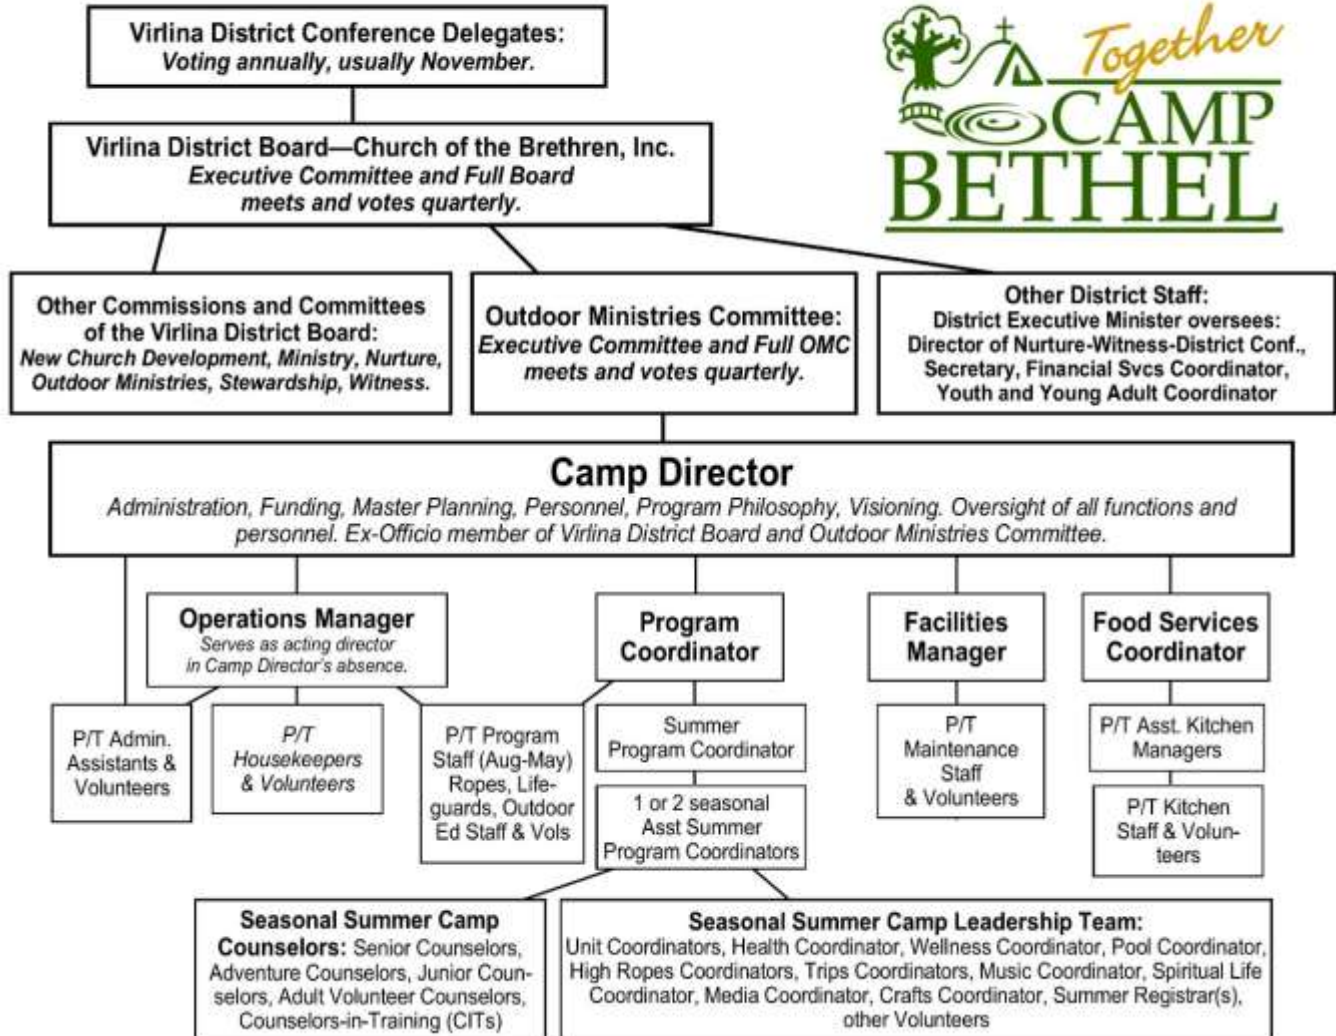 Virlina District Conference Delegates:
Voting annually, usually November.
Together
CAMP
BETHEL
Virlina District Board—Church of the Brethren, Inc.
Executive Committee and Full Board
meets and votes quarterly.
Other Commissions and Committees
of the Virlina District Board:
New Church Development, Ministry, Nurture,
Outdoor Ministries, Stewardship, Witness.
Outdoor Ministries Committee:
Executive Committee and Full OMC
meets and votes quarterly.
Other District Staff:
District Executive Minister oversees:
Director of Nurture-Witness-District Conf.,
Secretary, Financial Svcs Coordinator,
Youth and Young Adult Coordinator
Camp Director
Administration, Funding, Master Planning, Personnel, Program Philosophy, Visioning. Oversight of all functions and
personnel. Ex-Officio member of Virlina District Board and Outdoor Ministries Committee.
Operations Manager
Serves as acting director
in Camp Director's absence.
Program
Coordinator
Facilities
Manager
Food Services
Coordinator
P/T Admin.
Assistants &
Volunteers
P/T
Housekeepers
& Volunteers
P/T Program
Staff (Aug-May)
Ropes, Life-
guards, Outdoor
Ed Staff & Vols
Summer
Program Coordinator
1 or 2 seasonal
Asst Summer
Program Coordinators
P/T
Maintenance
Staff
& Volunteers
P/T Asst. Kitchen
Managers
P/T Kitchen
Staff & Volun-
teers
Seasonal Summer Camp
Counselors: Senior Counselors,
Adventure Counselors, Junior Coun-
selors, Adult Volunteer Counselors,
Counselors-in-Training (CITs)
Seasonal Summer Camp Leadership Team:
Unit Coordinators, Health Coordinator, Wellness Coordinator, Pool Coordinator,
High Ropes Coordinators, Trips Coordinators, Music Coordinator, Spiritual Life
Coordinator, Media Coordinator, Crafts Coordinator, Summer Registrar(s),
other Volunteers